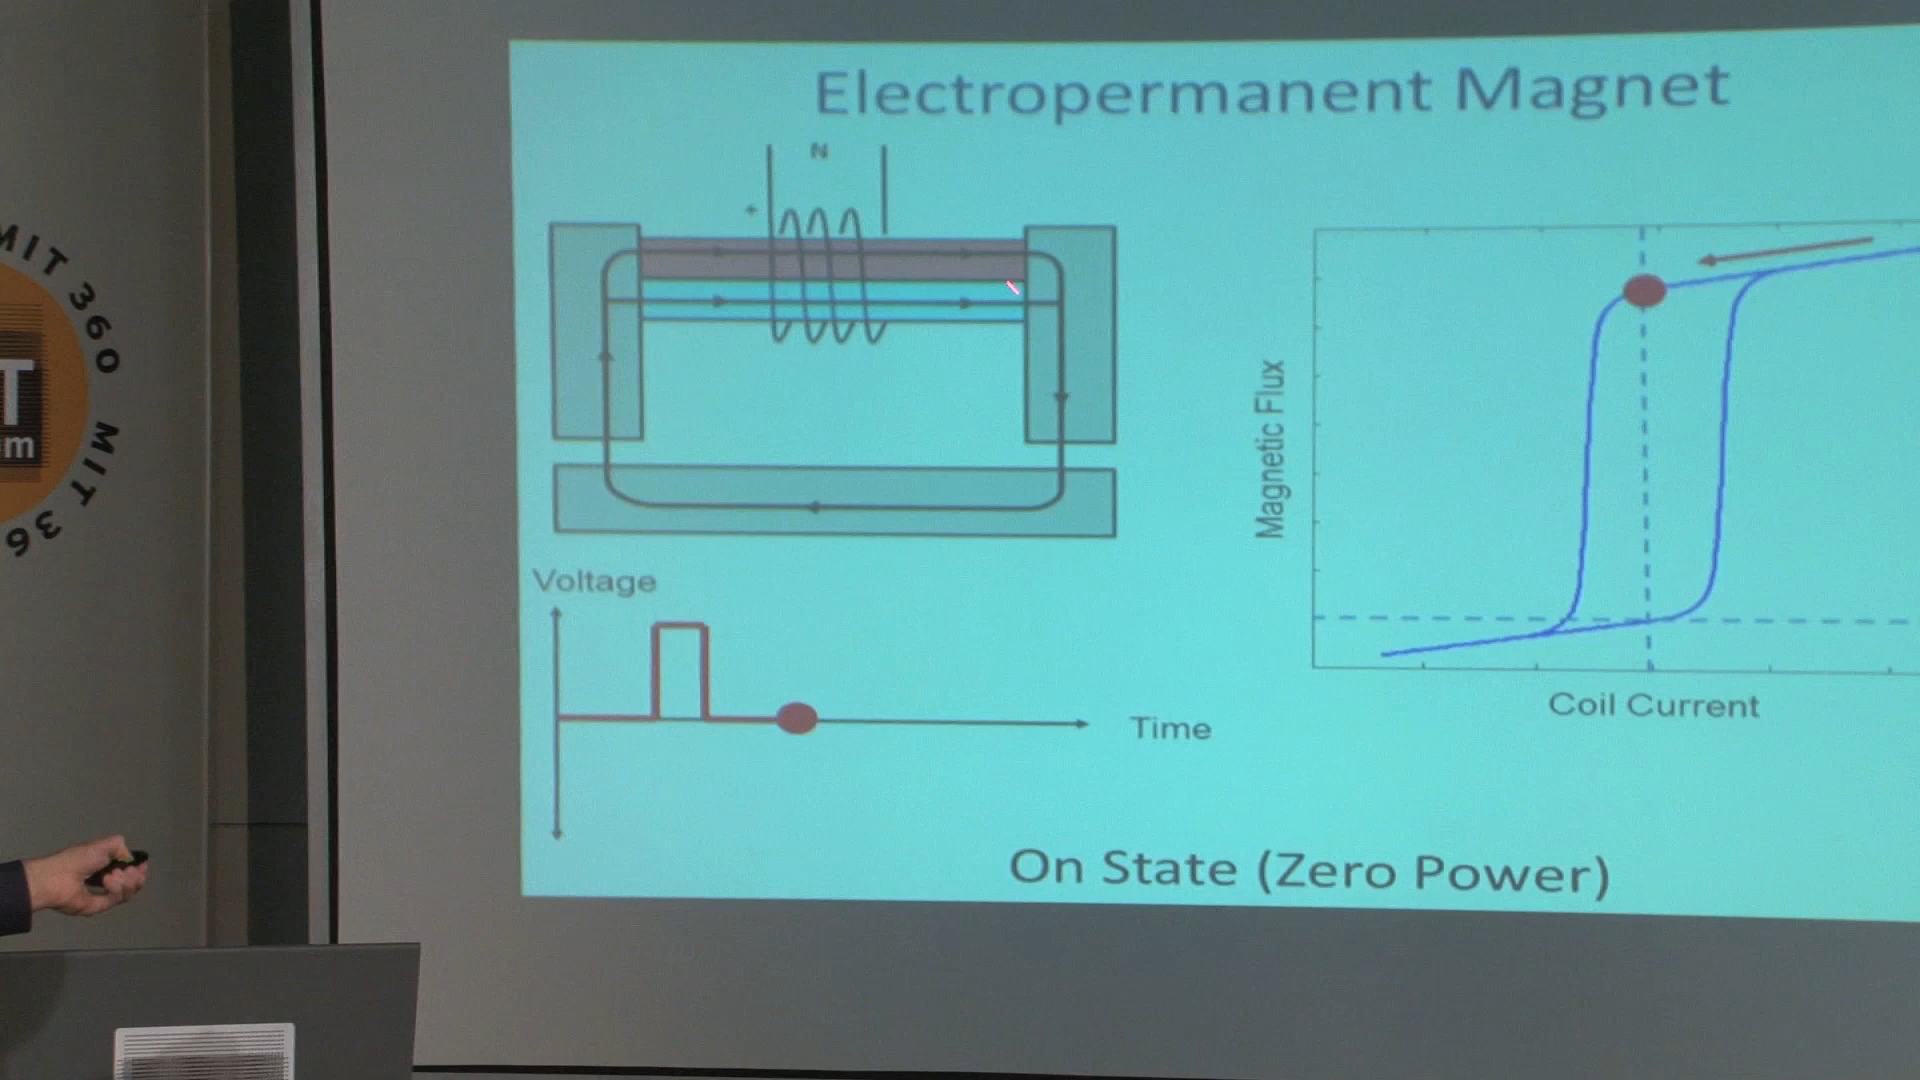 Electropermanent Magnet
N
+
Magnetic Flux
Coil Current
Voltage
Time
On State (Zero Power)
MIT 360 MIT 36
T
m